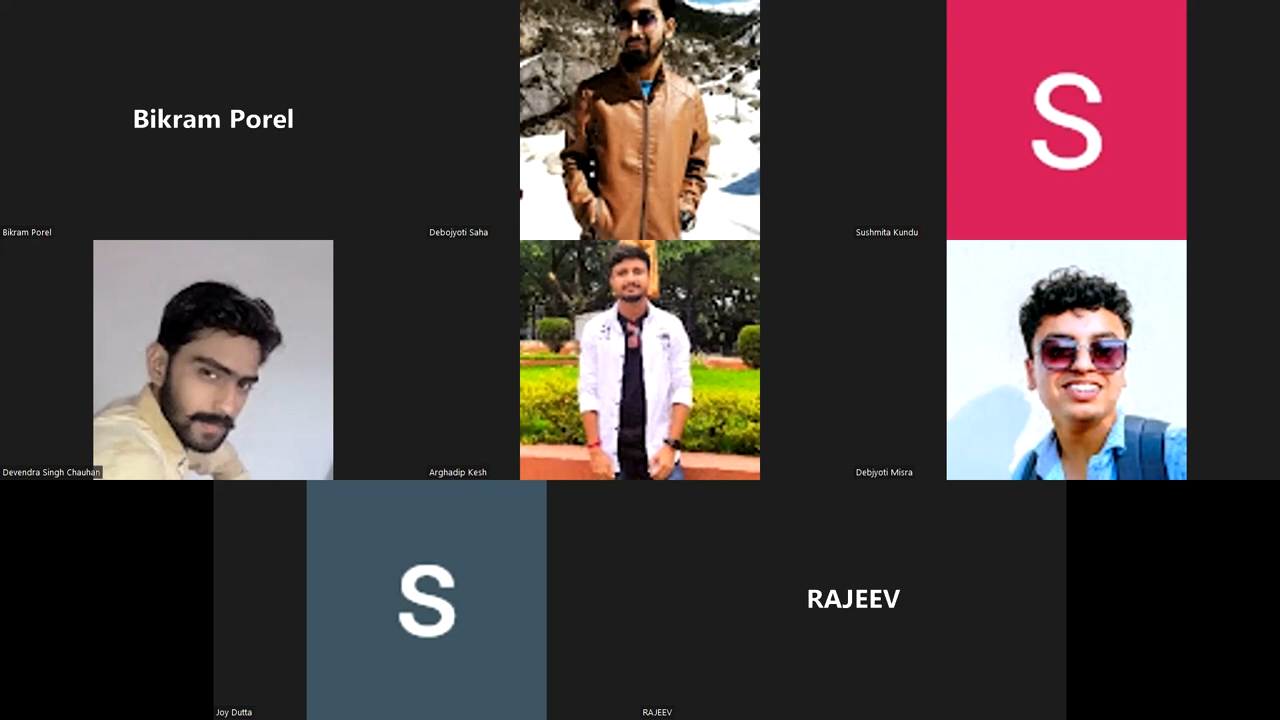 Bikram Porel
Bikram Porel
Debojyoti Saha
S
Sushmita Kundu
Devendra Singh Chauhan
Arghadip Kesh
Debjyoti Misra
S
Joy Dutta
RAJEEV
RAJEEV